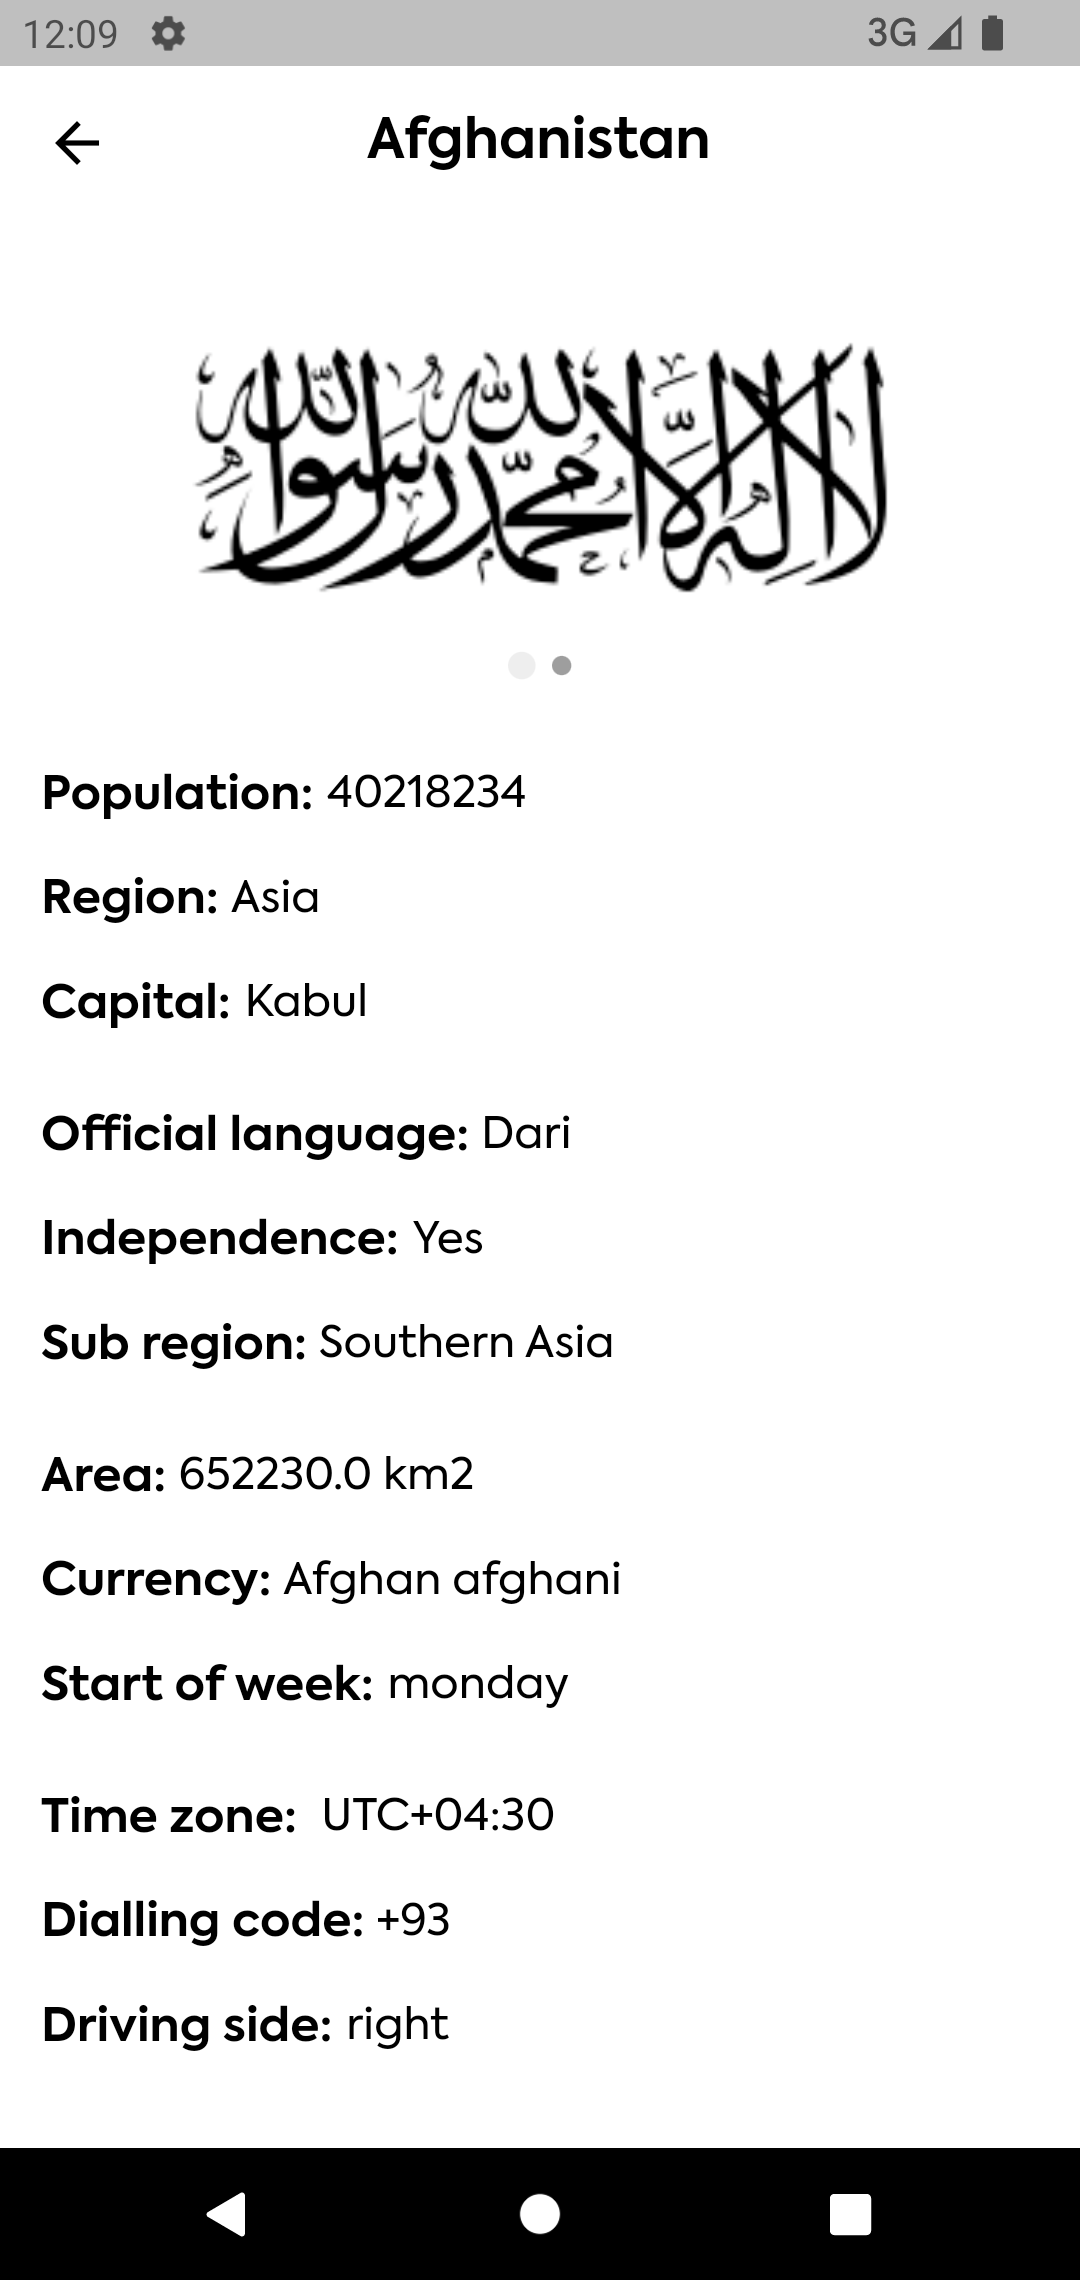 12:09 3G
Afghanistan
لا إله إلا الله محمد رسول الله
Population: 40218234
Region: Asia
Capital: Kabul
Official language: Dari
Independence: Yes
Sub region: Southern Asia
Area: 652230.0 km2
Currency: Afghan afghani
Start of week: monday
Time zone:  UTC+04:30
Dialling code: +93
Driving side: right